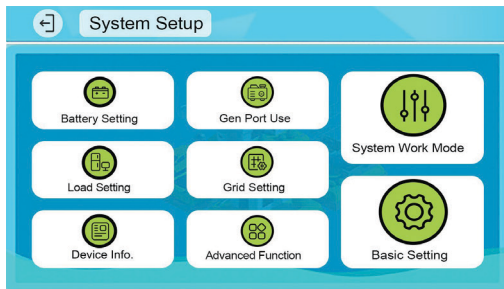 System Setup
Battery Setting
Gen Port Use
System Work Mode
Load Setting
Grid Setting
Device Info.
Advanced Function
Basic Setting